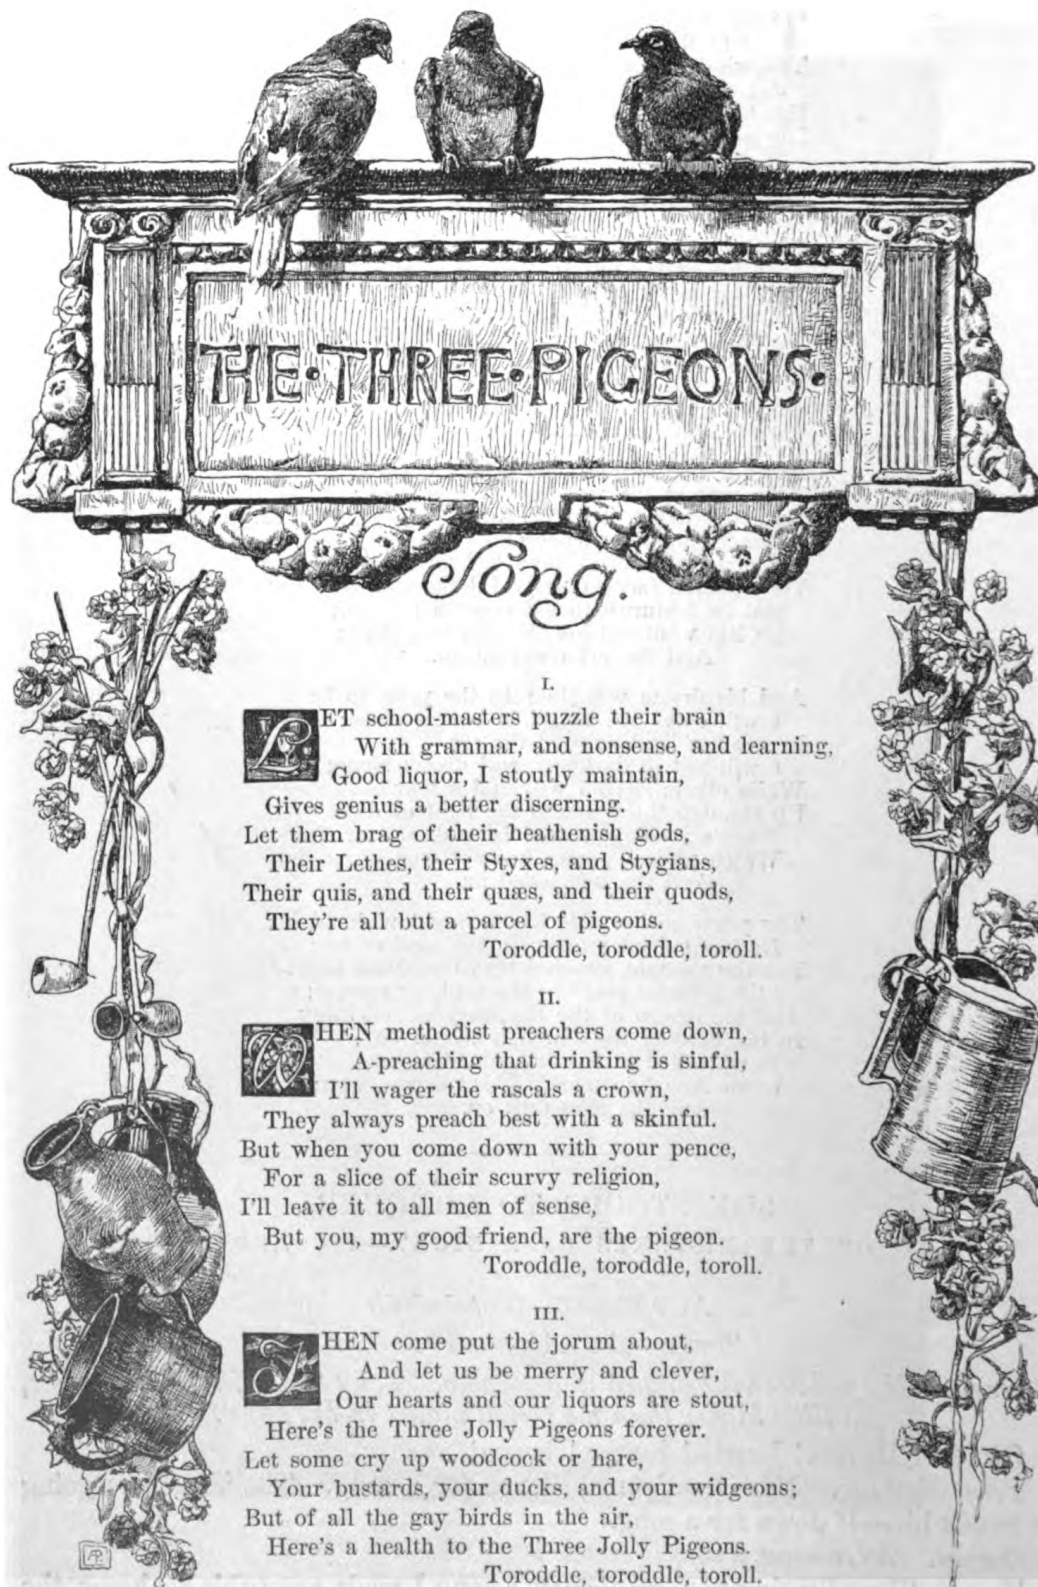 THE·THREE·PIGEONS·
Song.
I.
LET school-masters puzzle their brain
With grammar, and nonsense, and learning,
Good liquor, I stoutly maintain,
Gives genius a better discerning.
Let them brag of their heathenish gods,
Their Lethes, their Styxes, and Stygians,
Their quis, and their quæs, and their quods,
They're all but a parcel of pigeons.
Toroddle, toroddle, toroll.
II.
WHEN methodist preachers come down,
A-preaching that drinking is sinful,
I'll wager the rascals a crown,
They always preach best with a skinful.
But when you come down with your pence,
For a slice of their scurvy religion,
I'll leave it to all men of sense,
But you, my good friend, are the pigeon.
Toroddle, toroddle, toroll.
III.
THEN come put the jorum about,
And let us be merry and clever,
Our hearts and our liquors are stout,
Here's the Three Jolly Pigeons forever.
Let some cry up woodcock or hare,
Your bustards, your ducks, and your widgeons;
But of all the gay birds in the air,
Here's a health to the Three Jolly Pigeons.
Toroddle, toroddle, toroll.